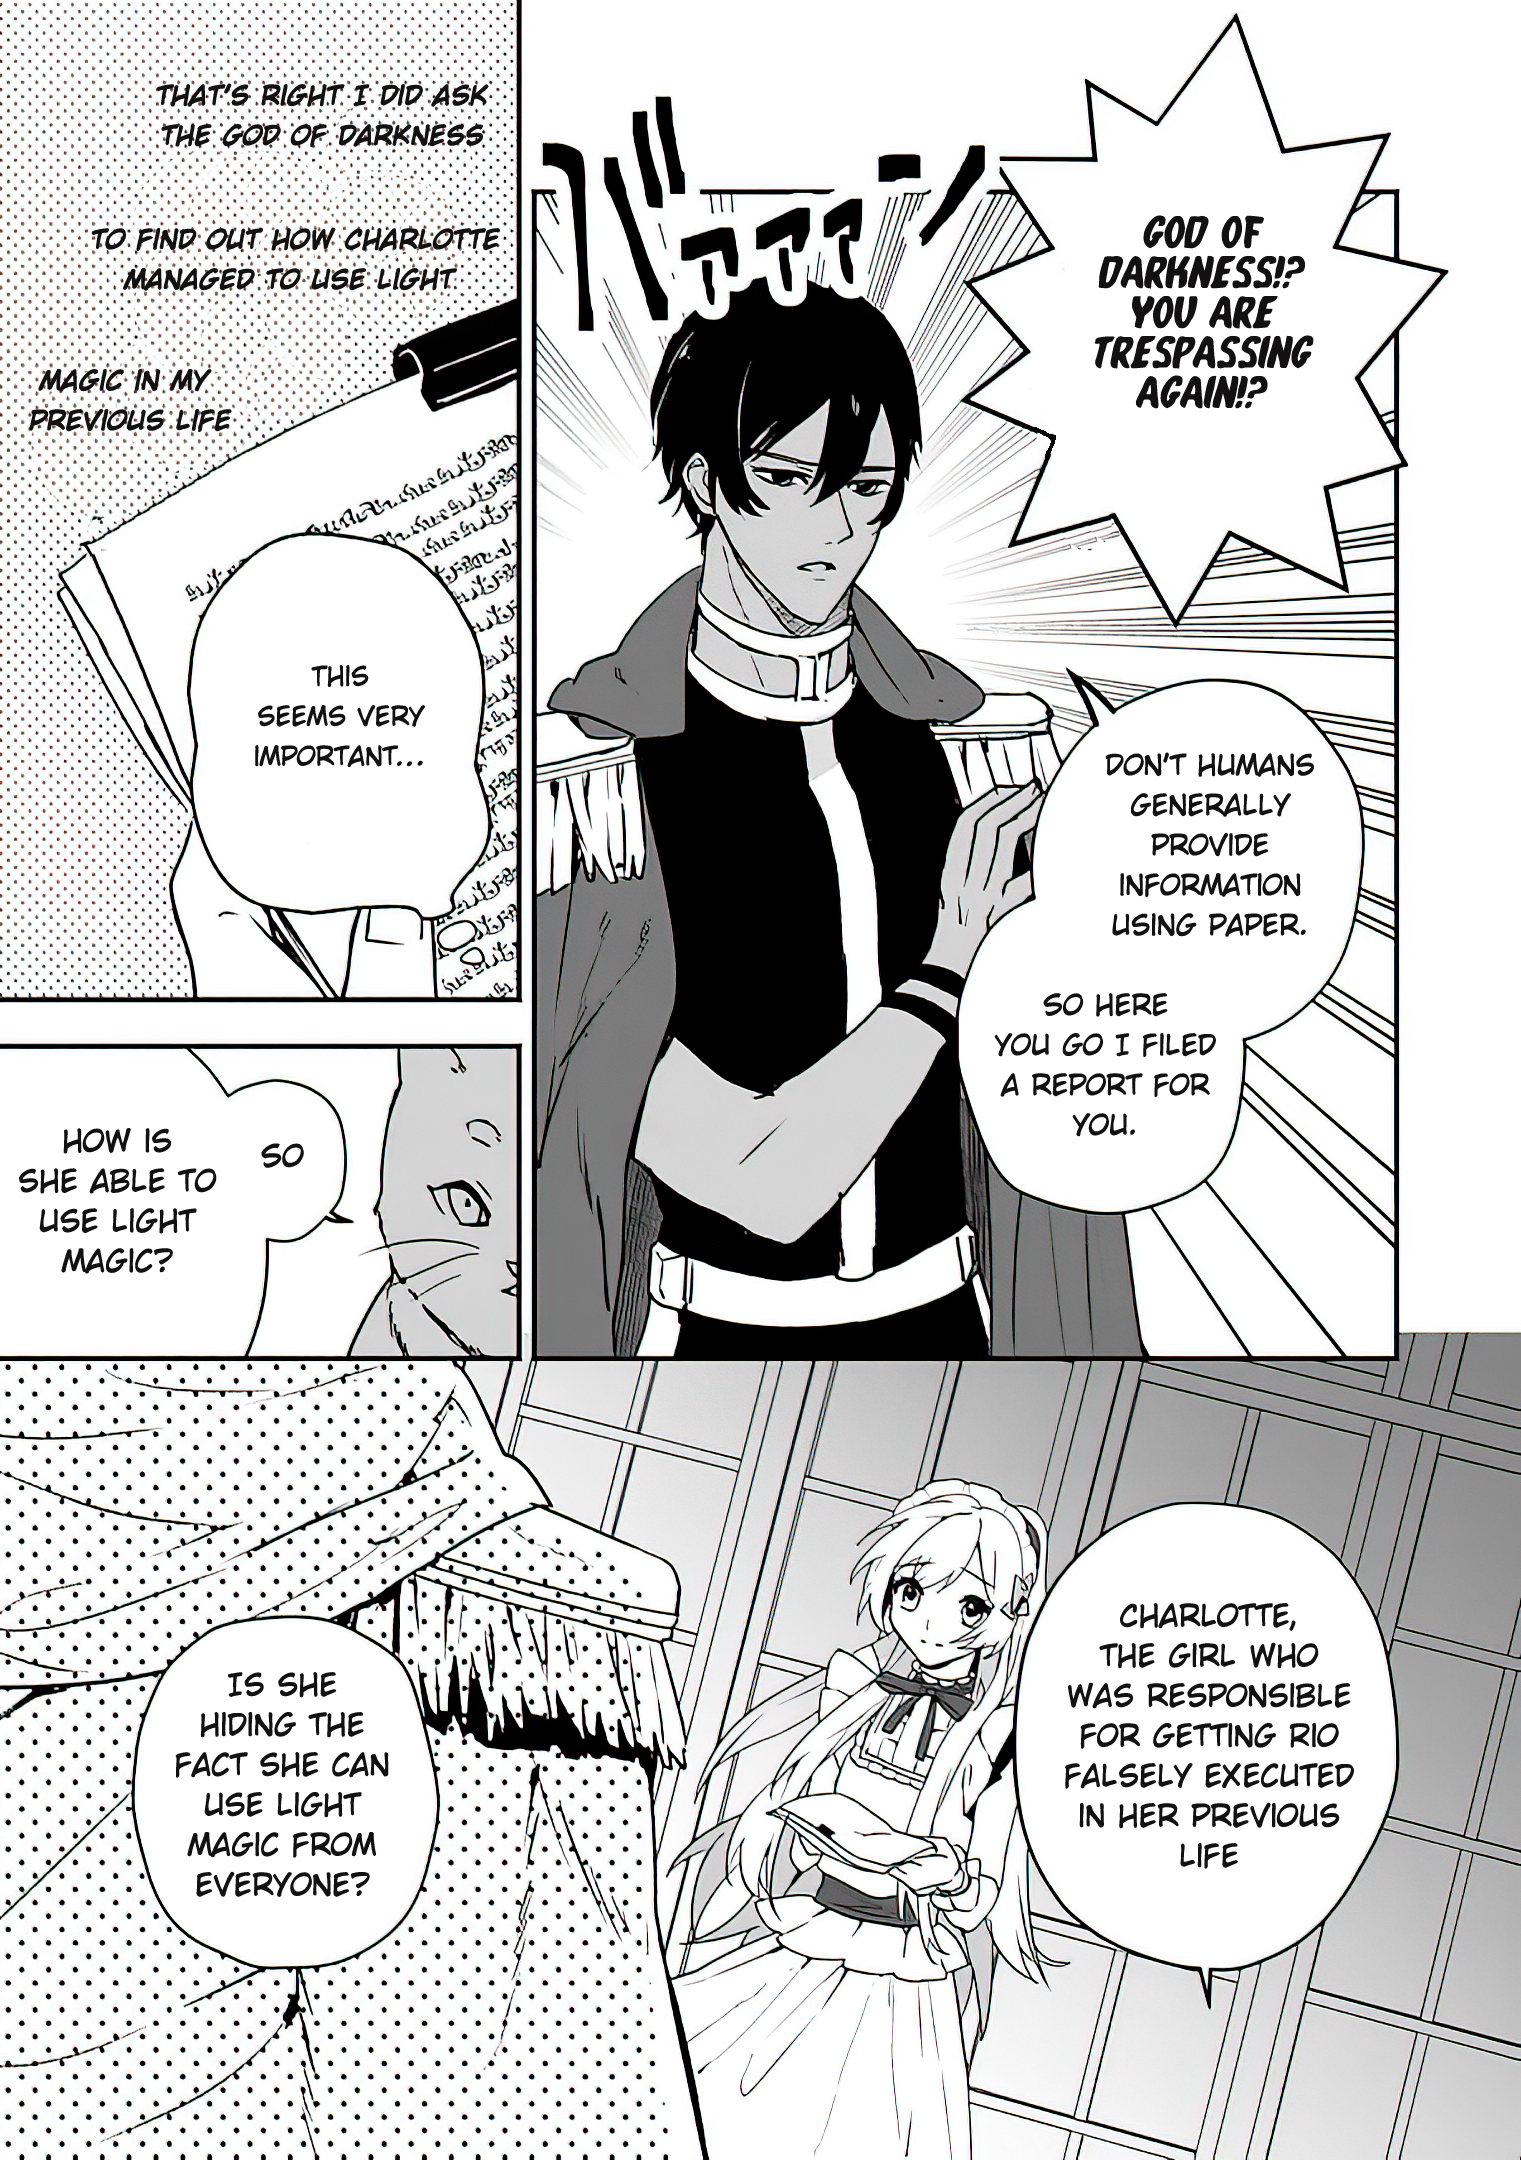 GOD OF
DARKNESS!?
YOU ARE
TRESPASSING
AGAIN!?
バァァァン
DON'T HUMANS
GENERALLY
PROVIDE
INFORMATION
USING PAPER.
SO HERE
YOU GO I FILED
A REPORT FOR
YOU.
THAT'S RIGHT I DID ASK
THE GOD OF DARKNESS
TO FIND OUT HOW CHARLOTTE
MANAGED TO USE LIGHT
MAGIC IN MY
PREVIOUS LIFE
THIS
SEEMS VERY
IMPORTANT...
SO
HOW IS
SHE ABLE TO
USE LIGHT
MAGIC?
CHARLOTTE,
THE GIRL WHO
WAS RESPONSIBLE
FOR GETTING RIO
FALSELY EXECUTED
IN HER PREVIOUS
LIFE
IS SHE
HIDING THE
FACT SHE CAN
USE LIGHT
MAGIC FROM
EVERYONE?